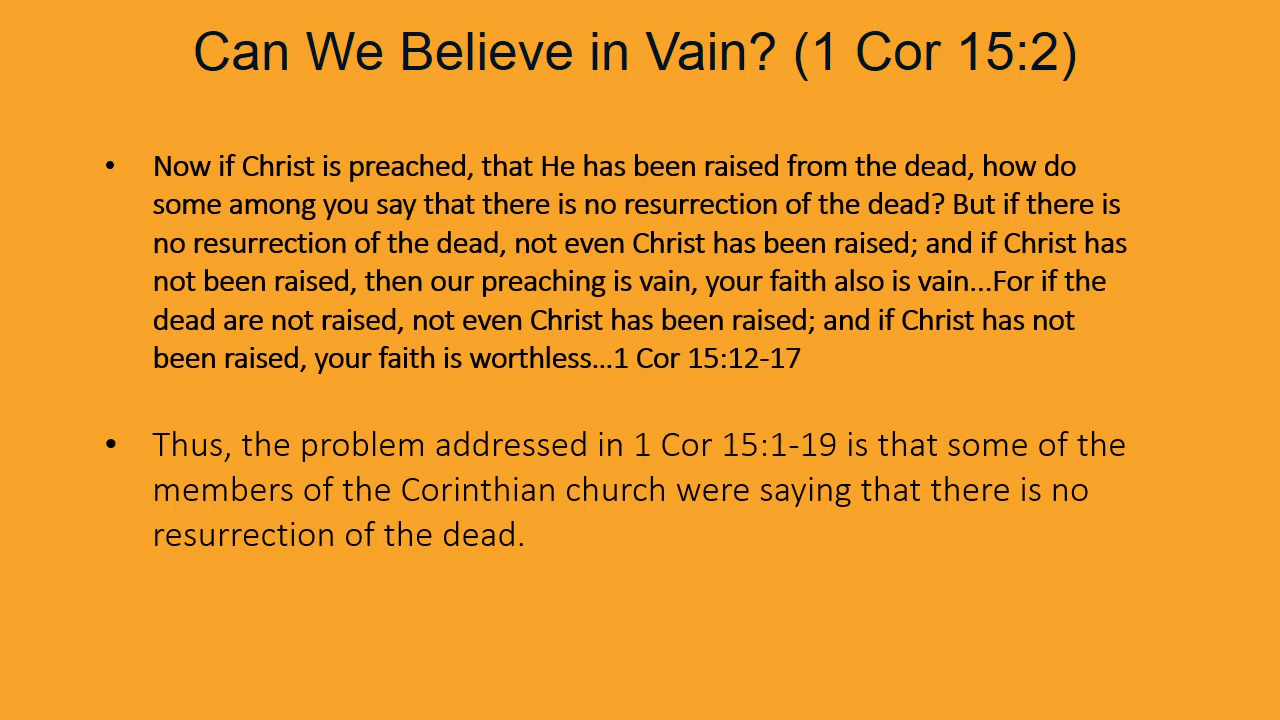 Can We Believe in Vain? (1 Cor 15:2)
• Now if Christ is preached, that He has been raised from the dead, how do
some among you say that there is no resurrection of the dead? But if there is
no resurrection of the dead, not even Christ has been raised; and if Christ has
not been raised, then our preaching is vain, your faith also is vain...For if the
dead are not raised, not even Christ has been raised; and if Christ has not
been raised, your faith is worthless...1 Cor 15:12-17
• Thus, the problem addressed in 1 Cor 15:1-19 is that some of the
members of the Corinthian church were saying that there is no
resurrection of the dead.